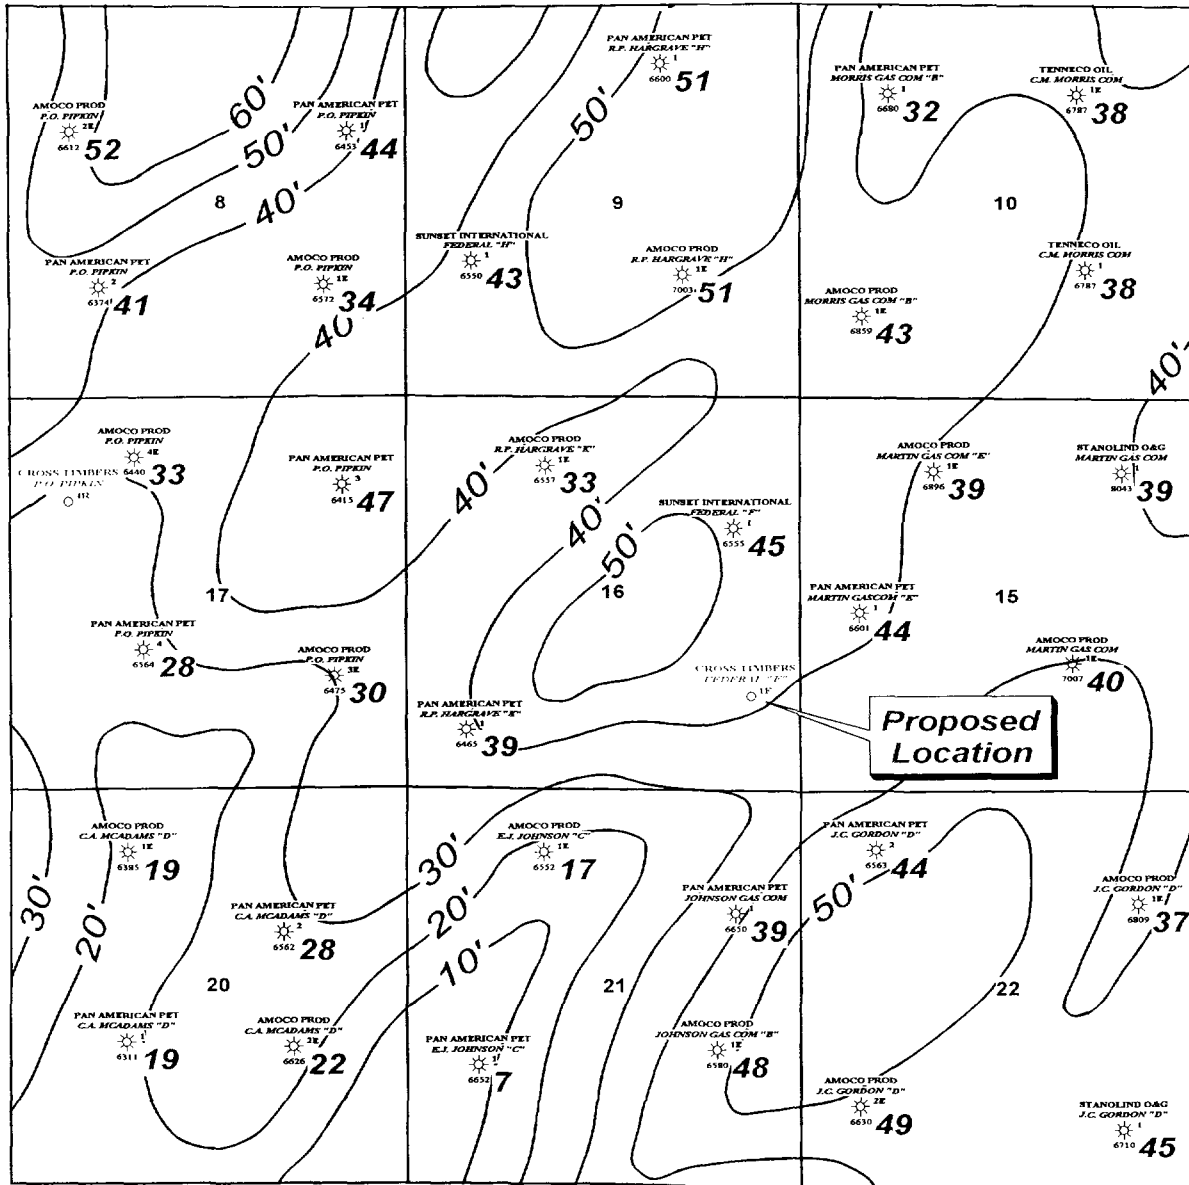 PAN AMERICAN PET
R.P. HARGRAVE "H"
1
6600 51
PAN AMERICAN PET
MORRIS GAS COM "B"
1
6680 32
TENNECO OIL
C.M. MORRIS COM
1E
6787 38
AMOCO PROD
P.O. PIPKIN
2E
6612 52
60'
50'
40'
PAN AMERICAN PET
P.O. PIPKIN
1
6453 44
50'
8
9
10
PAN AMERICAN PET
P.O. PIPKIN
2
6374 41
AMOCO PROD
P.O. PIPKIN
1E
6572 34
40'
SUNSET INTERNATIONAL
FEDERAL "H"
1
6550 43
AMOCO PROD
R.P. HARGRAVE "H"
1E
7003 51
AMOCO PROD
MORRIS GAS COM "B"
1E
6859 43
TENNECO OIL
C.M. MORRIS COM
1
6787 38
40'
AMOCO PROD
P.O. PIPKIN
4E
6440 33
CROSS TIMBERS
P.O. PIPKIN
4R
PAN AMERICAN PET
P.O. PIPKIN
3
6415 47
40'
AMOCO PROD
R.P. HARGRAVE "K"
1E
6557 33
40'
50'
SUNSET INTERNATIONAL
FEDERAL "F"
1
6555 45
AMOCO PROD
MARTIN GAS COM "E"
1E
6896 39
STANOLIND O&G
MARTIN GAS COM
1
8043 39
17
16
15
PAN AMERICAN PET
P.O. PIPKIN
4
6564 28
AMOCO PROD
P.O. PIPKIN
3E
6475 30
PAN AMERICAN PET
R.P. HARGRAVE "K"
1
6465 39
CROSS TIMBERS
FEDERAL "F"
1F
PAN AMERICAN PET
MARTIN GASCOM "E"
1
6601 44
AMOCO PROD
MARTIN GAS COM
1E
7007 40
Proposed
Location
30'
20'
AMOCO PROD
C.A. MCADAMS "D"
1E
6385 19
PAN AMERICAN PET
C.A. MCADAMS "D"
2
6562 28
30'
20'
10'
AMOCO PROD
E.J. JOHNSON "C"
1E
6552 17
PAN AMERICAN PET
JOHNSON GAS COM
1
6650 39
PAN AMERICAN PET
J.C. GORDON "D"
2
6563 44
50'
AMOCO PROD
J.C. GORDON "D"
1E
6809 37
20
21
22
PAN AMERICAN PET
C.A. MCADAMS "D"
1
6311 19
AMOCO PROD
C.A. MCADAMS "D"
2E
6626 22
PAN AMERICAN PET
E.J. JOHNSON "C"
1
6652 7
AMOCO PROD
JOHNSON GAS COM "B"
1E
6580 48
AMOCO PROD
J.C. GORDON "D"
2E
6630 49
STANOLIND O&G
J.C. GORDON "D"
1
6710 45